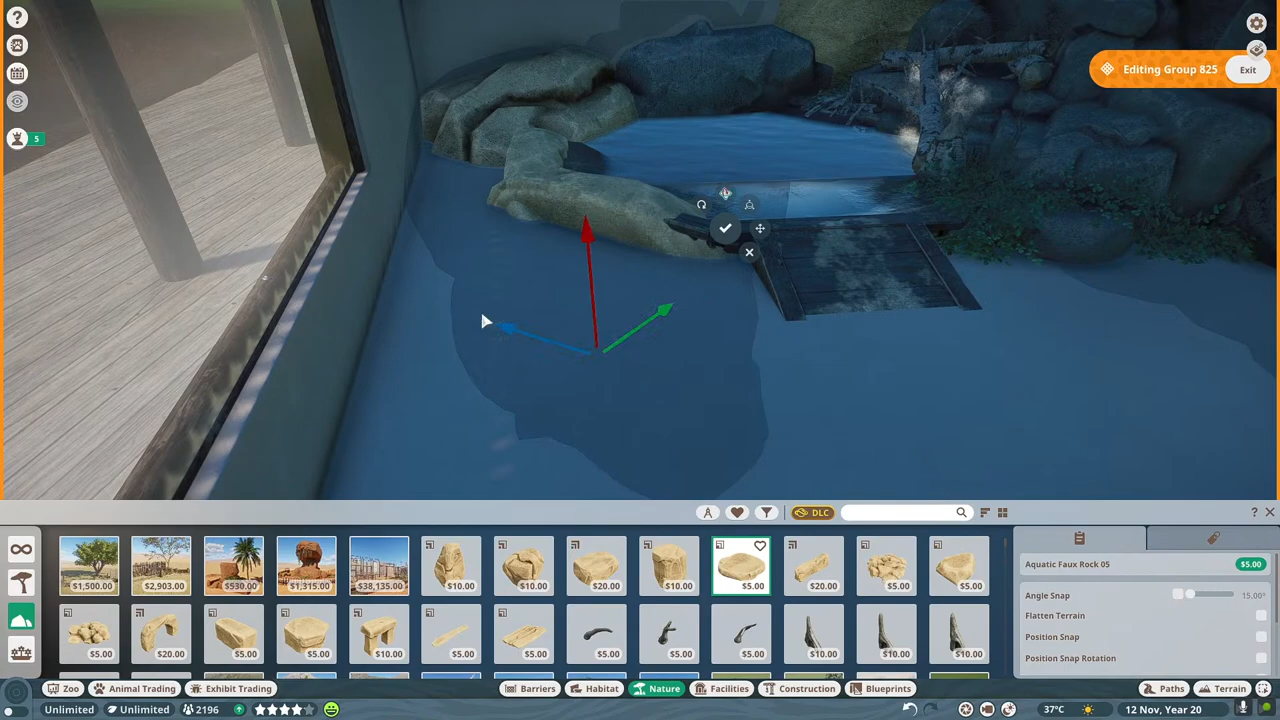 Editing Group 825
Exit
5
DLC
$1,500.00
$2,903.00
$530.00
$1,315.00
$38,135.00
$10.00
$10.00
$20.00
$10.00
$5.00
$20.00
$5.00
$5.00
$5.00
$20.00
$5.00
$5.00
$20.00
$5.00
$5.00
$5.00
$5.00
$5.00
$10.00
$10.00
$10.00
Aquatic Faux Rock 05
$5.00
Angle Snap
15.00°
Flatten Terrain
Position Snap
Position Snap Rotation
Zoo
Animal Trading
Exhibit Trading
Barriers
Habitat
Nature
Facilities
Construction
Blueprints
Paths
Terrain
Unlimited
Unlimited
2196
37°C
12 Nov, Year 20